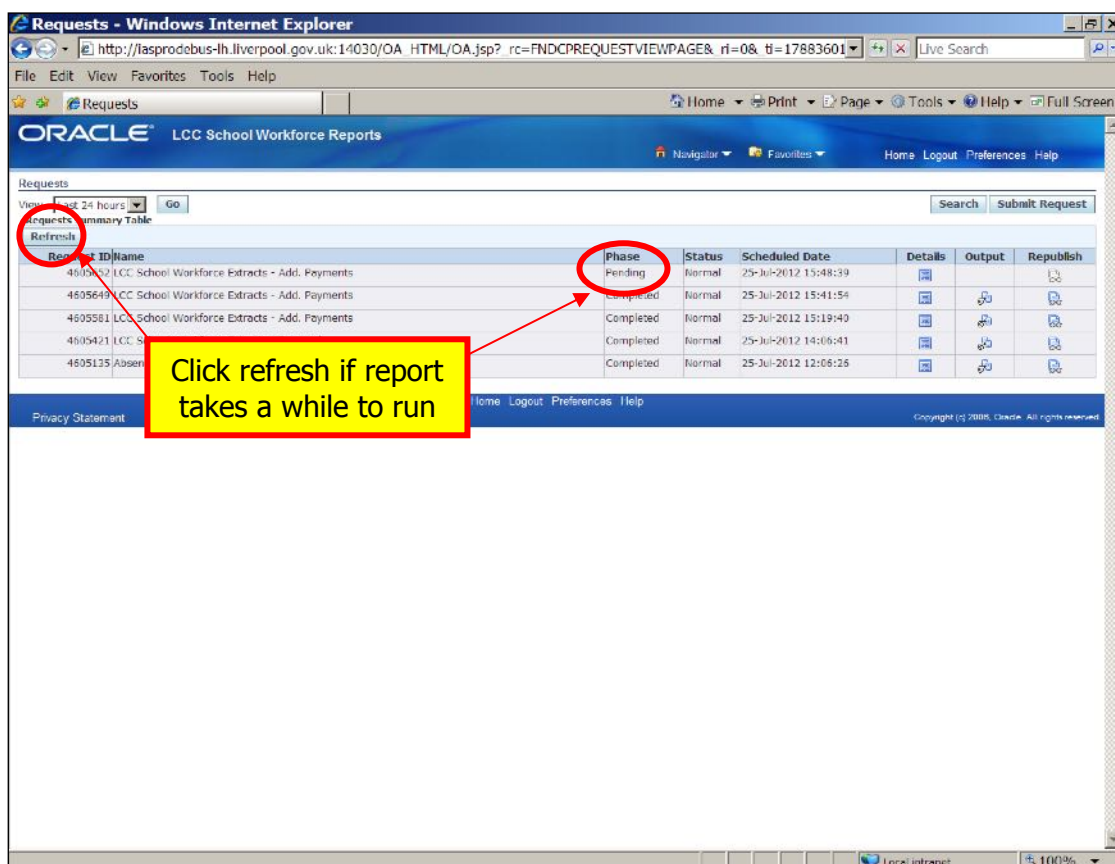 Requests - Windows Internet Explorer
http://lasprodebus-lh.liverpool.gov.uk:14030/OA_HTML/OA.jsp?_rc=FNDCPREQUESTVIEWPAGE&_ri=0&_ti=17883601
Live Search
File Edit View Favorites Tools Help
Requests
Home Print Page Tools Help Full Screen
ORACLE LCC School Workforce Reports
Navigator Favorites Home Logout Preferences Help
Requests
View Last 24 hours Go Search Submit Request
Requests Summary Table
Refresh
Request ID Name Phase Status Scheduled Date Details Output Republish
4605652 LCC School Workforce Extracts - Add. Payments Pending Normal 25-Jul-2012 15:48:39
4605649 LCC School Workforce Extracts - Add. Payments Completed Normal 25-Jul-2012 15:41:54
4605581 LCC School Workforce Extracts - Add. Payments Completed Normal 25-Jul-2012 15:19:40
4605421 LCC S Completed Normal 25-Jul-2012 14:06:41
4605135 Absen Completed Normal 25-Jul-2012 12:06:26
Click refresh if report
takes a while to run
Home Logout Preferences Help
Privacy Statement
Copyright (c) 2006, Oracle. All rights reserved.
Local intranet 100%